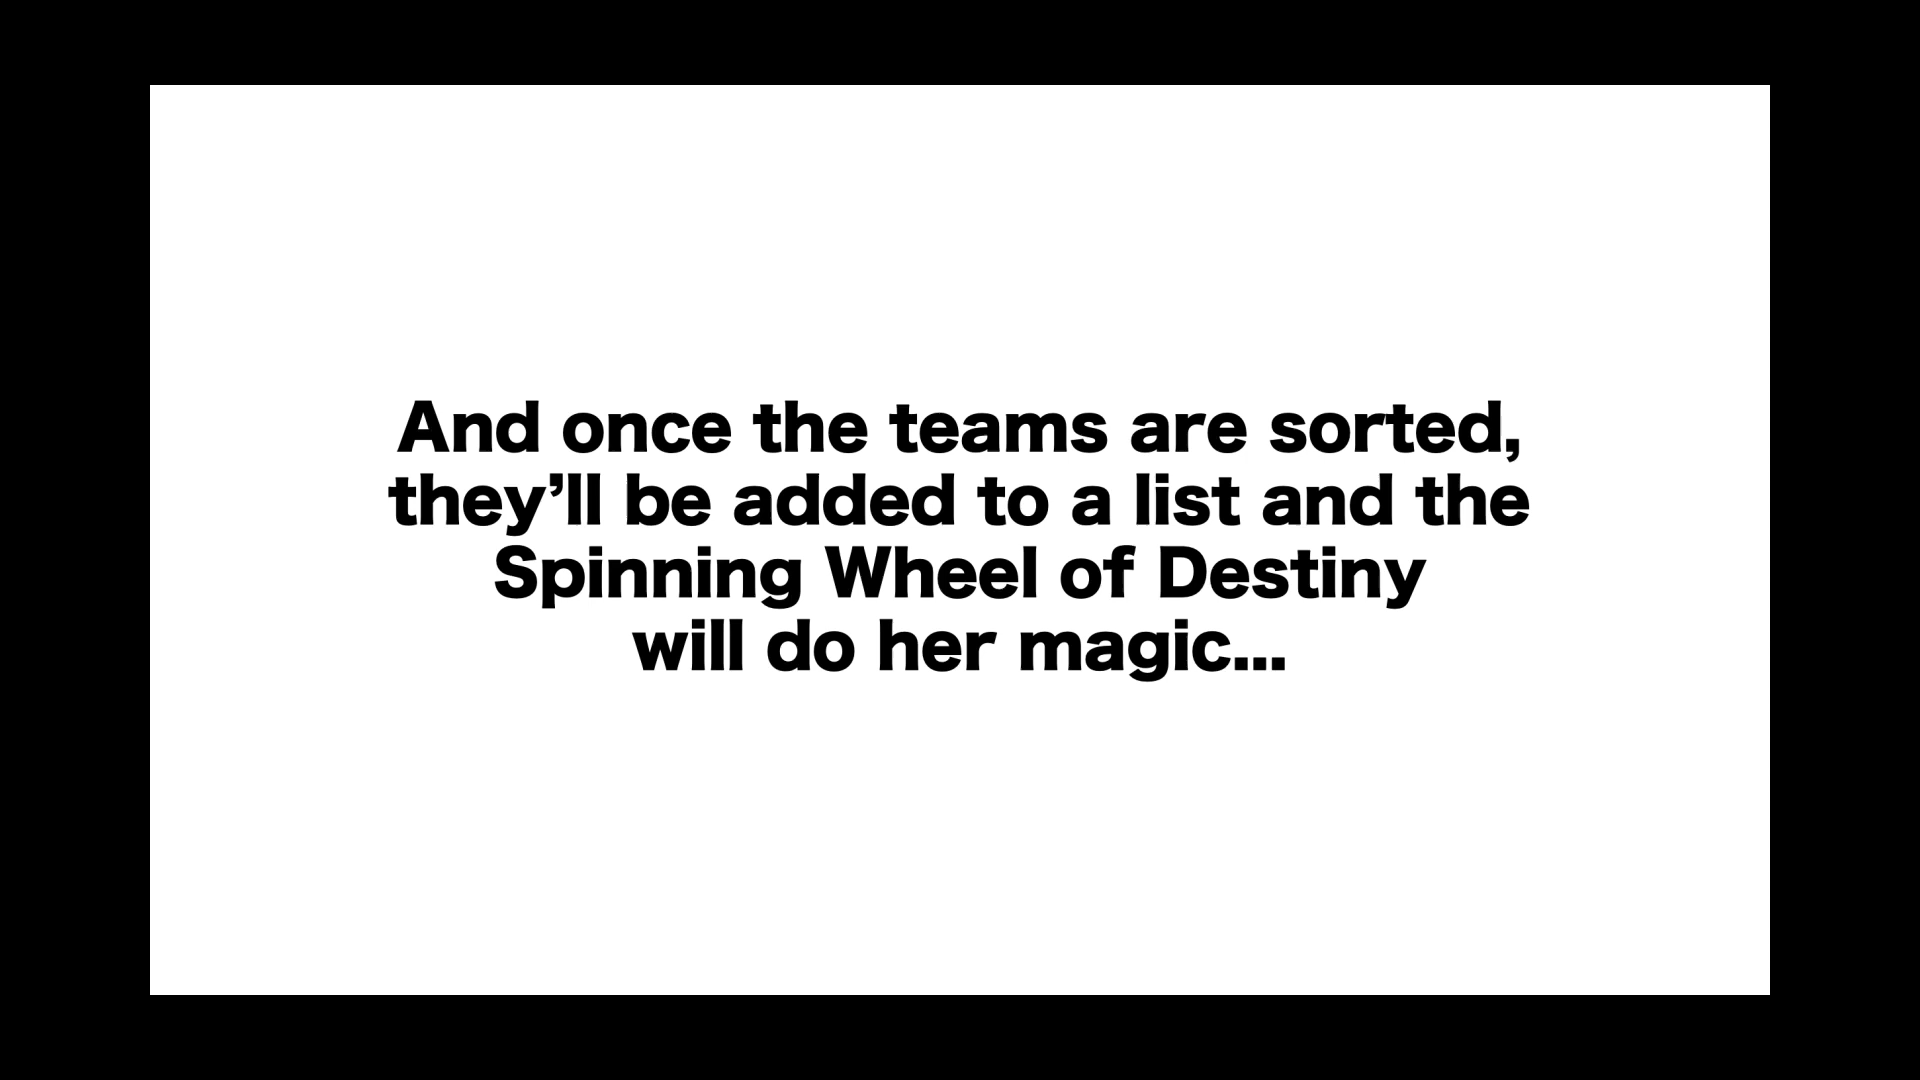 And once the teams are sorted,
they’ll be added to a list and the
Spinning Wheel of Destiny
will do her magic...